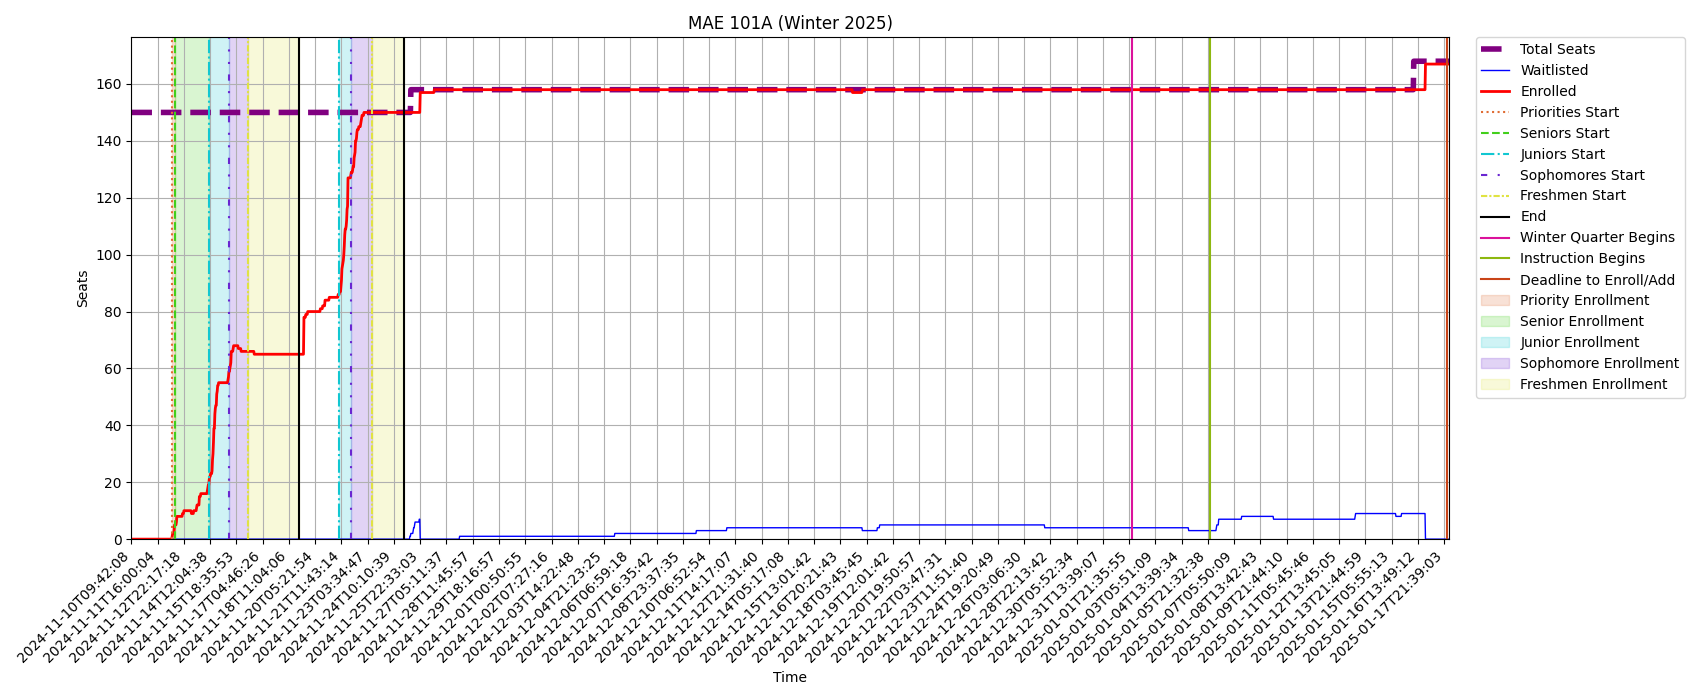 MAE 101A (Winter 2025)
Seats
160
140
120
100
80
60
40
20
0
2024-11-10T09:42:08
2024-11-11T16:00:04
2024-11-12T22:17:18
2024-11-14T12:04:38
2024-11-15T18:35:53
2024-11-17T04:46:26
2024-11-18T11:04:06
2024-11-20T05:21:54
2024-11-21T11:43:14
2024-11-23T03:34:47
2024-11-24T10:10:39
2024-11-25T22:33:03
2024-11-27T05:11:37
2024-11-28T11:45:57
2024-11-29T18:16:57
2024-12-01T00:50:55
2024-12-02T07:27:16
2024-12-03T14:22:48
2024-12-04T21:23:25
2024-12-06T06:59:18
2024-12-07T16:35:42
2024-12-08T23:37:35
2024-12-10T06:52:54
2024-12-11T14:17:07
2024-12-12T21:31:40
2024-12-14T05:17:08
2024-12-15T13:01:42
2024-12-16T20:21:43
2024-12-18T03:45:45
2024-12-19T12:01:42
2024-12-20T19:50:57
2024-12-22T03:47:31
2024-12-23T11:51:40
2024-12-24T19:20:49
2024-12-26T03:06:30
2024-12-28T22:13:42
2024-12-30T05:52:34
2024-12-31T13:39:07
2025-01-01T21:35:55
2025-01-03T05:51:09
2025-01-04T13:39:34
2025-01-05T21:32:38
2025-01-07T05:50:09
2025-01-08T13:42:43
2025-01-09T21:44:10
2025-01-11T05:45:46
2025-01-12T13:45:05
2025-01-13T21:44:59
2025-01-15T05:55:13
2025-01-16T13:49:12
2025-01-17T21:39:03
Time
Total Seats
Waitlisted
Enrolled
Priorities Start
Seniors Start
Juniors Start
Sophomores Start
Freshmen Start
End
Winter Quarter Begins
Instruction Begins
Deadline to Enroll/Add
Priority Enrollment
Senior Enrollment
Junior Enrollment
Sophomore Enrollment
Freshmen Enrollment